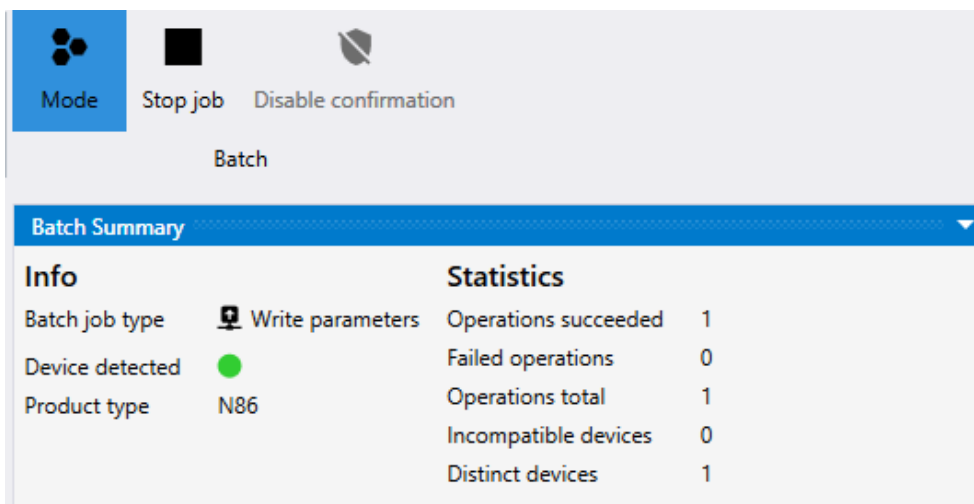 Mode Stop job Disable confirmation
Batch
Batch Summary
Info
Batch job type Write parameters
Device detected
Product type N86
Statistics
Operations succeeded 1
Failed operations 0
Operations total 1
Incompatible devices 0
Distinct devices 1